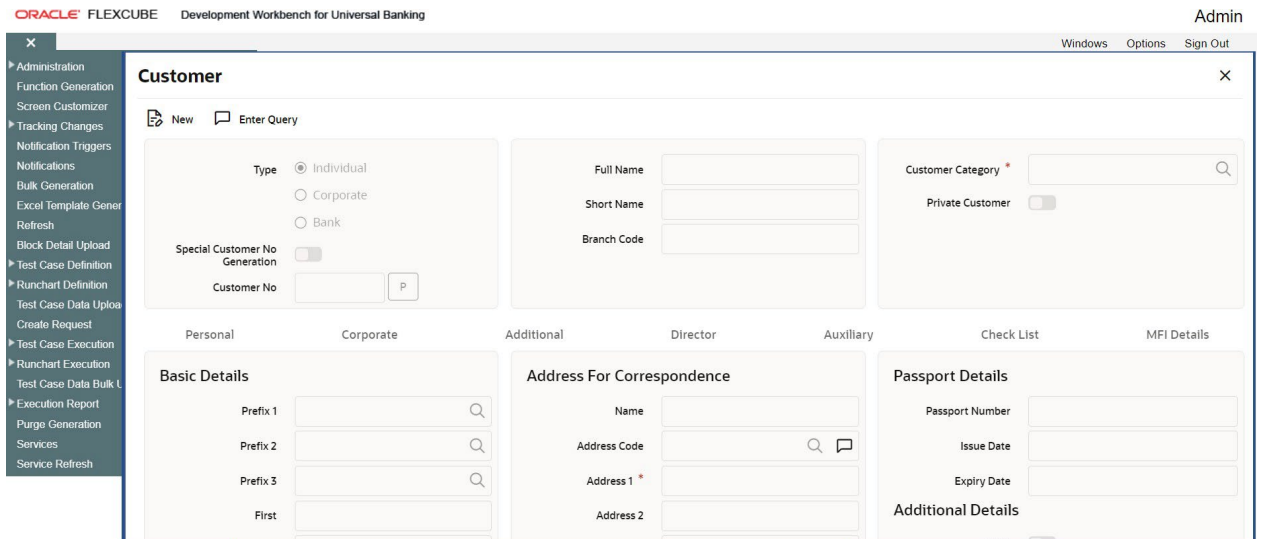 ORACLE FLEXCUBE Development Workbench for Universal Banking Admin
Windows Options Sign Out
Administration
Function Generation
Screen Customizer
Tracking Changes
Notification Triggers
Notifications
Bulk Generation
Excel Template Gener
Refresh
Block Detail Upload
Test Case Definition
Runchart Definition
Test Case Data Uploa
Create Request
Test Case Execution
Runchart Execution
Test Case Data Bulk U
Execution Report
Purge Generation
Services
Service Refresh
Customer
New Enter Query
Type
Individual
Corporate
Bank
Special Customer No
Generation
Customer No
P
Full Name
Short Name
Branch Code
Customer Category *
Private Customer
Personal Corporate Additional Director Auxiliary Check List MFI Details
Basic Details
Prefix 1
Prefix 2
Prefix 3
First
Address For Correspondence
Name
Address Code
Address 1 *
Address 2
Passport Details
Passport Number
Issue Date
Expiry Date
Additional Details